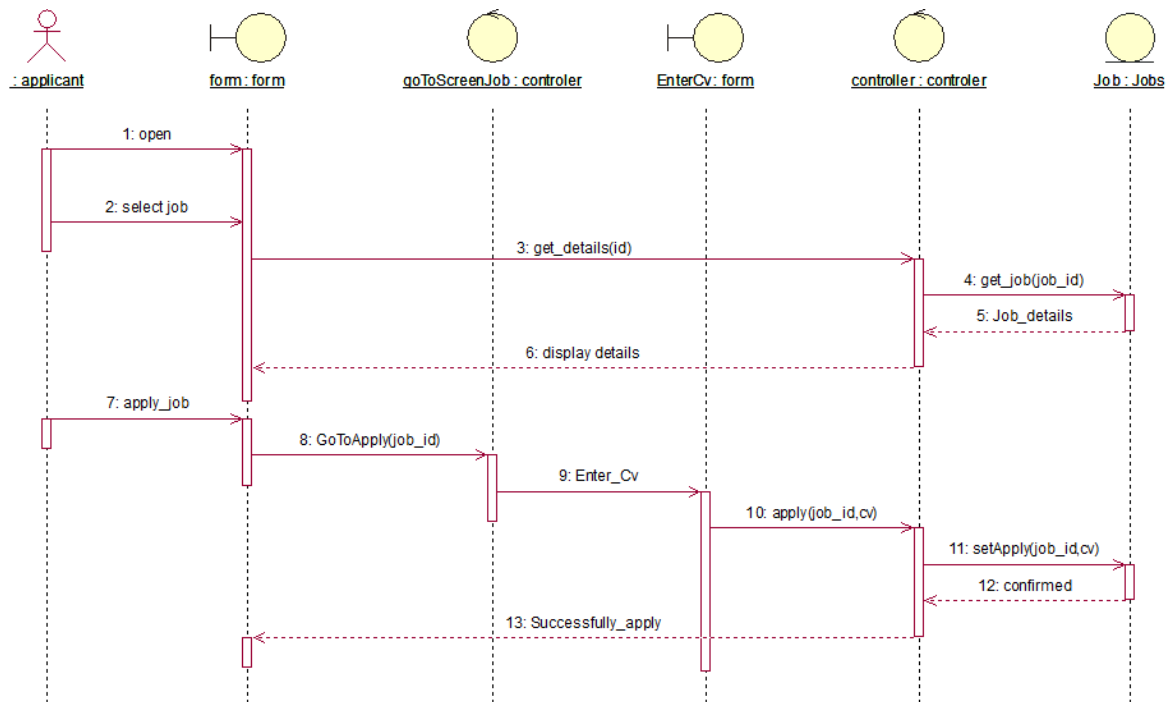 : applicant
form : form
goToScreenJob : controler
EnterCv : form
controller : controler
Job : Jobs
1: open
2: select job
3: get_details(id)
4: get_job(job_id)
5: Job_details
6: display details
7: apply_job
8: GoToApply(job_id)
9: Enter_Cv
10: apply(job_id,cv)
11: setApply(job_id,cv)
12: confirmed
13: Successfully_apply